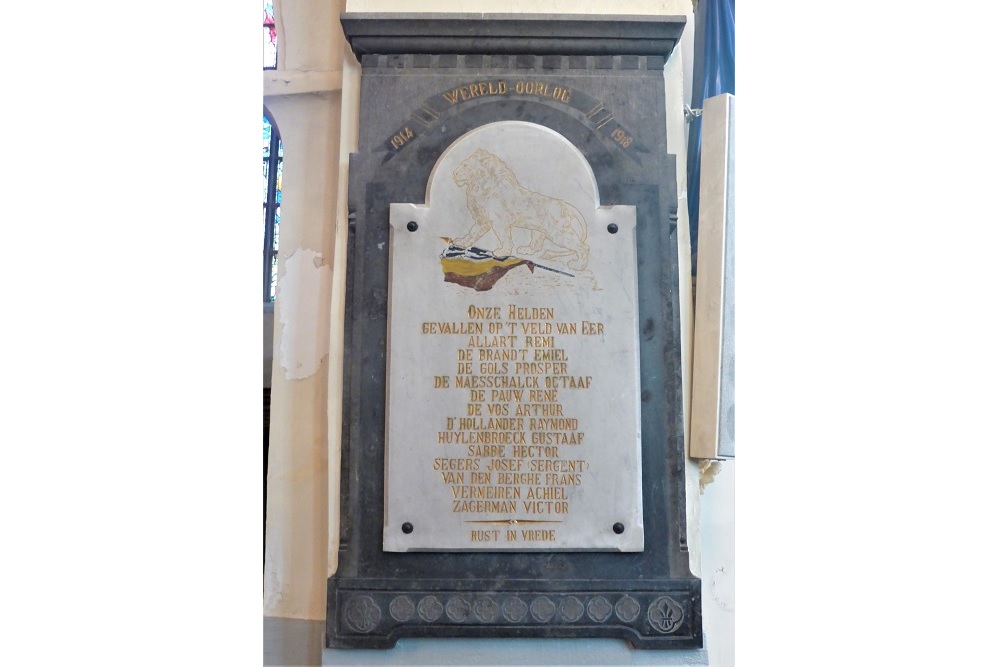 WERELD-OORLOG
1914 1918
ONZE HELDEN
GEVALLEN OP 'T VELD VAN EER
ALLART REMI
DE BRANDT EMIEL
DE GOLS PROSPER
DE MAESSCHALCK OCTAAF
DE PAUW RENÉ
DE VOS ARTHUR
D'HOLLANDER RAYMOND
HUYLENBROECK GUSTAAF
SABBE HECTOR
SEGERS JOSEF (SERGENT)
VAN DEN BERGHE FRANS
VERMEIREN ACHIEL
ZAGERMAN VICTOR
RUST IN VREDE